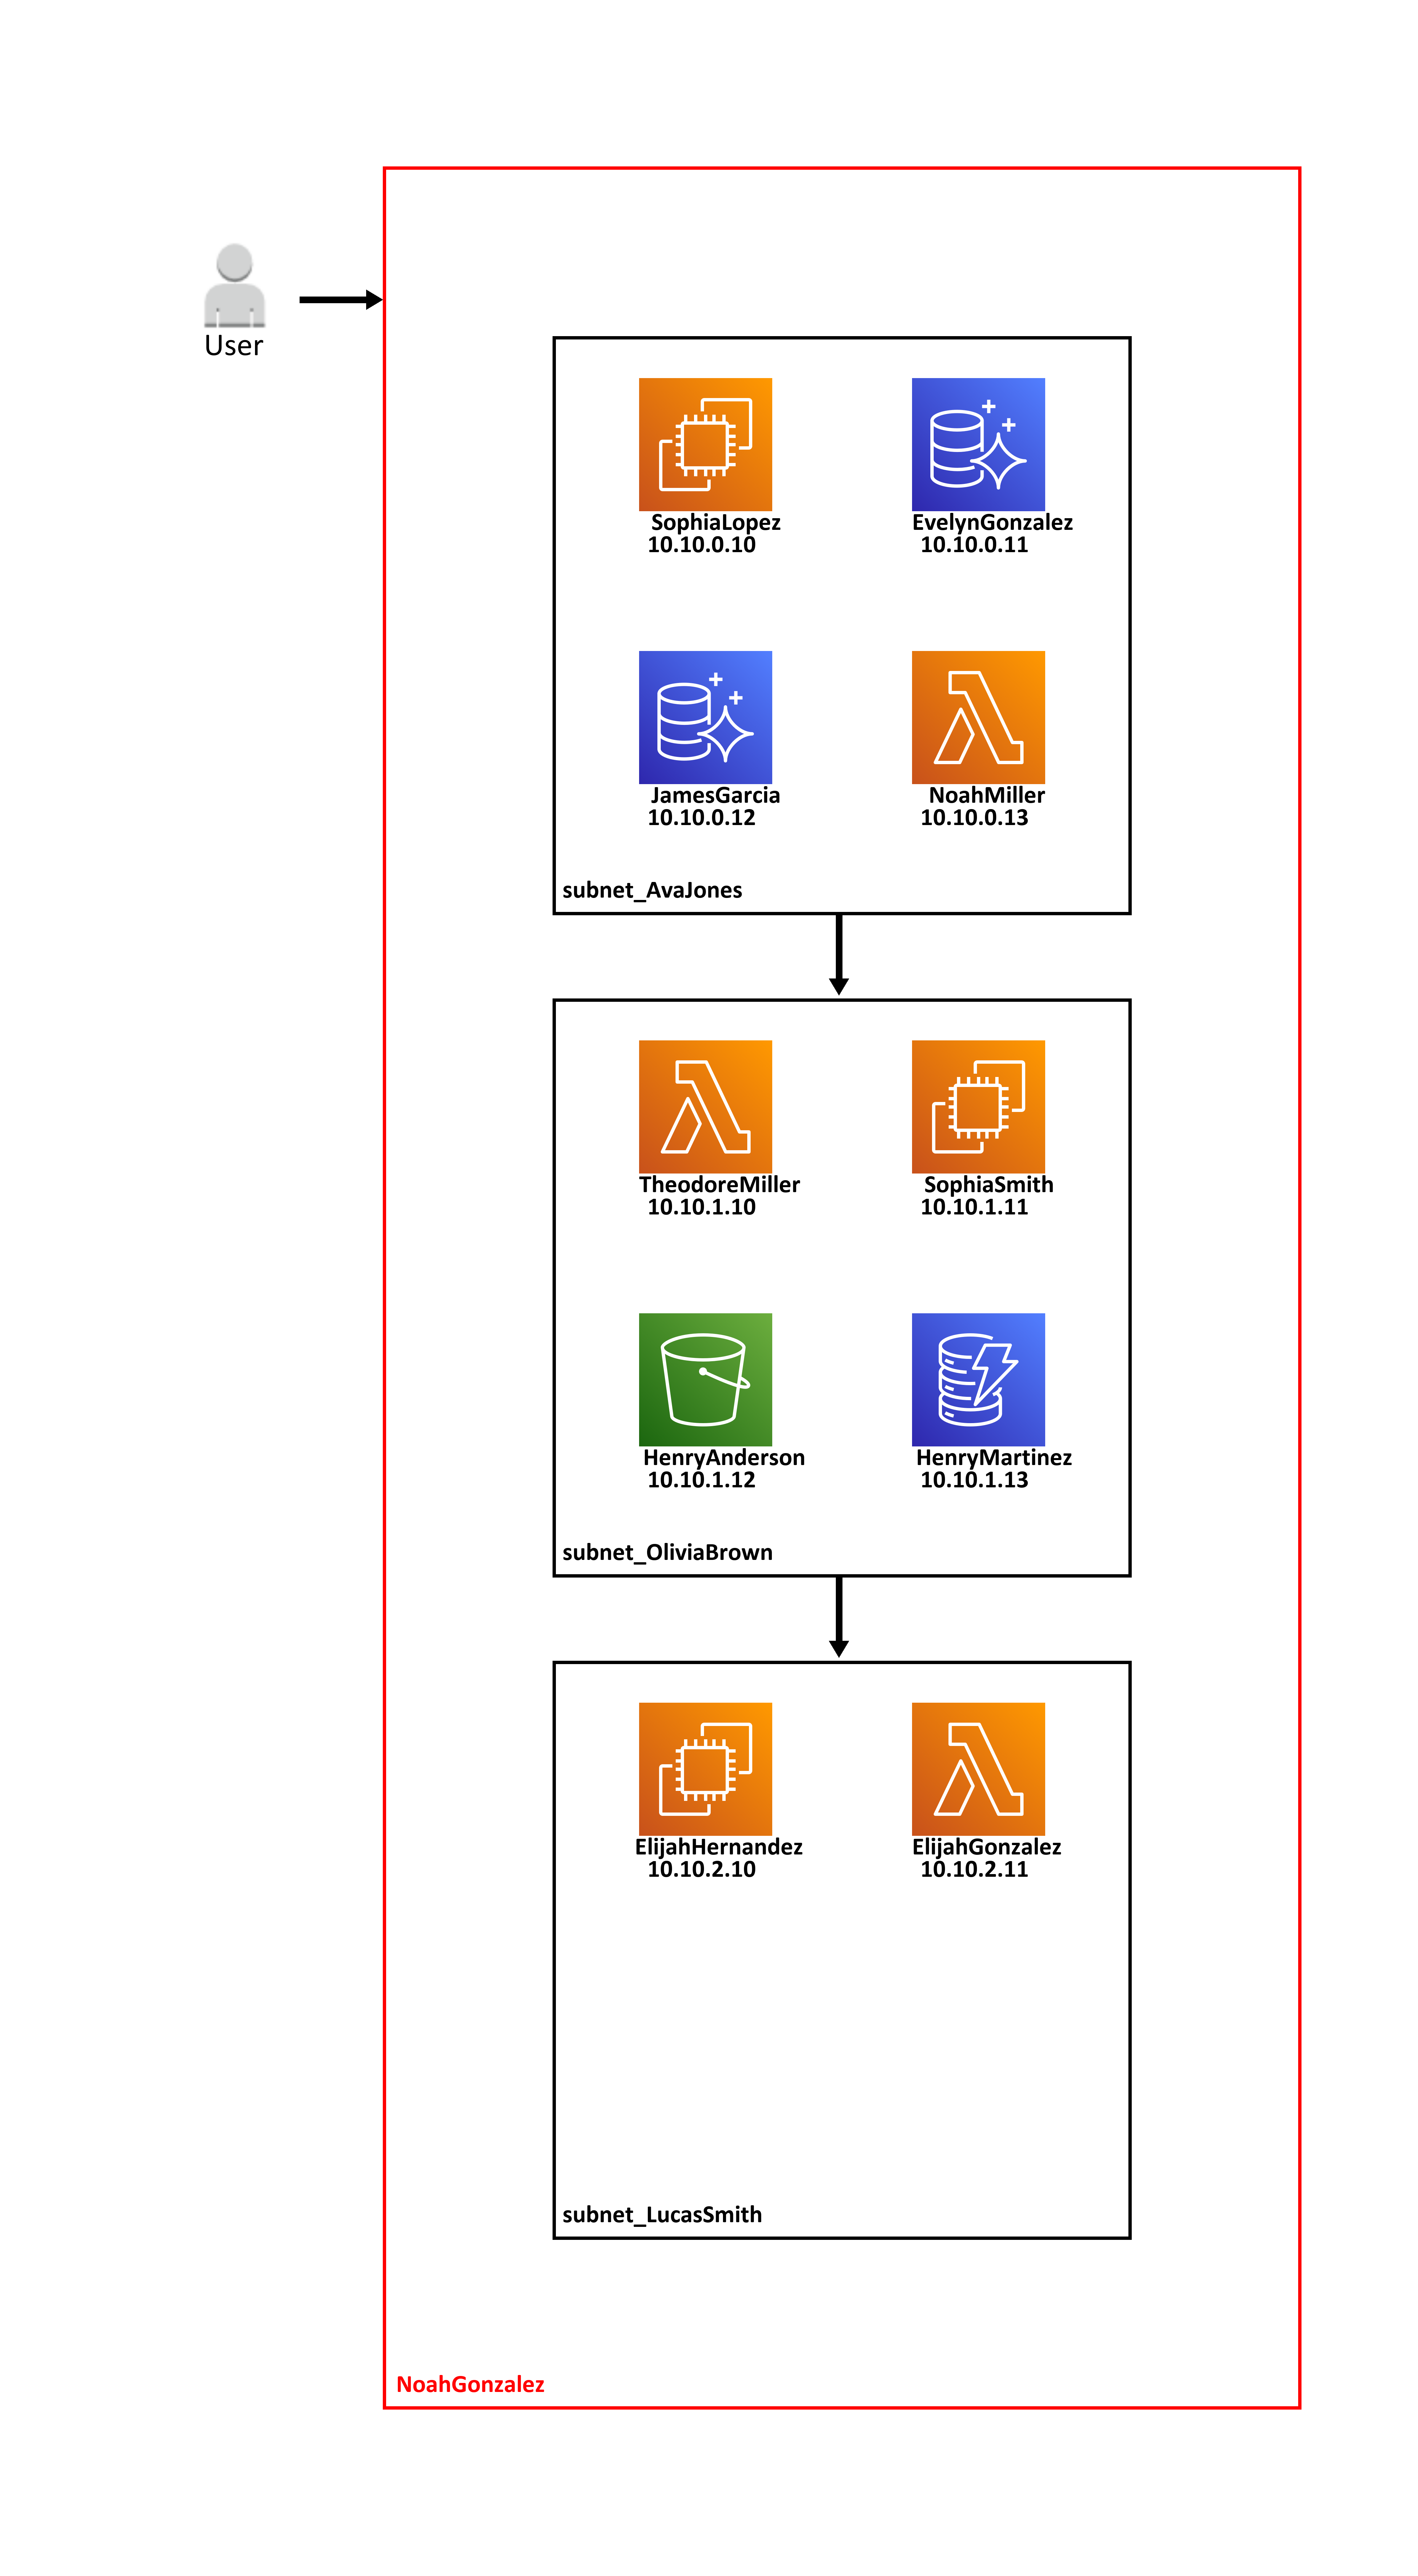 User
SophiaLopez
10.10.0.10
EvelynGonzalez
10.10.0.11
JamesGarcia
10.10.0.12
NoahMiller
10.10.0.13
subnet_AvaJones
TheodoreMiller
10.10.1.10
SophiaSmith
10.10.1.11
HenryAnderson
10.10.1.12
HenryMartinez
10.10.1.13
subnet_OliviaBrown
ElijahHernandez
10.10.2.10
ElijahGonzalez
10.10.2.11
subnet_LucasSmith
NoahGonzalez